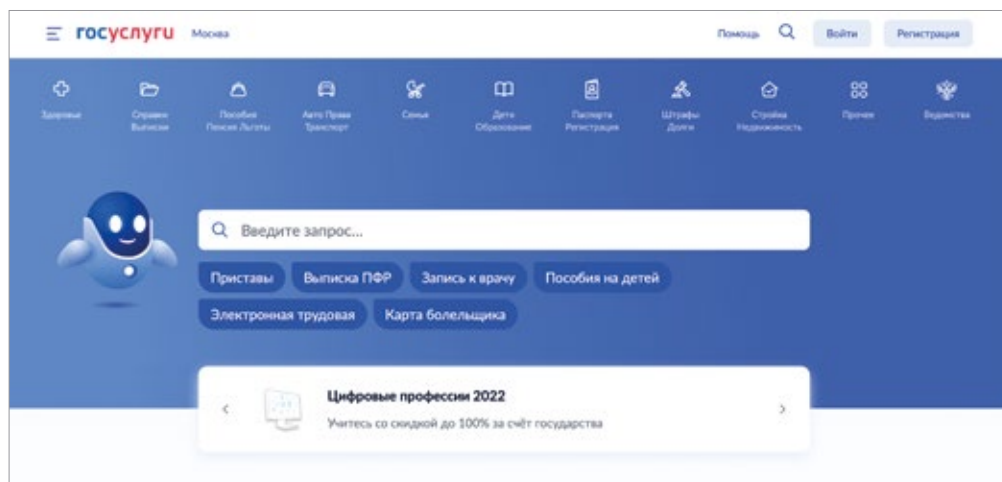 госуслуги Москва Помощь Войти Регистрация
Здоровье
Справки Выписки
Пособия Пенсия Льготы
Авто Права Транспорт
Семья
Дети Образование
Паспорта Регистрация
Штрафы Долги
Стройка Недвижимость
Прочее
Ведомства
Введите запрос...
Приставы Выписка ПФР Запись к врачу Пособия на детей
Электронная трудовая Карта болельщика
Цифровые профессии 2022
Учитесь со скидкой до 100% за счёт государства